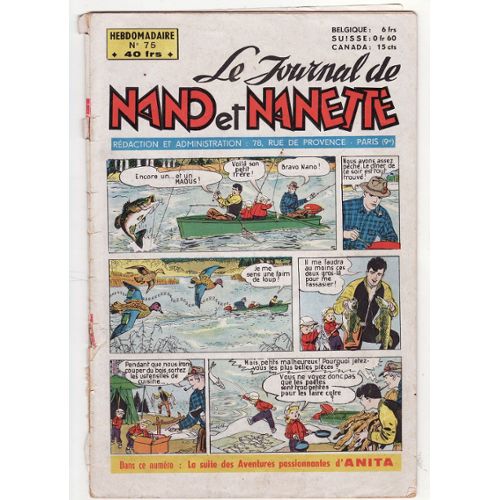 HEBDOMADAIRE
N° 75
40 frs
BELGIQUE : 6 frs
SUISSE : 0 fr 60
CANADA : 15 cts
Le Journal de
NANO et NANETTE
RÉDACTION ET ADMINISTRATION : 78, RUE DE PROVENCE - PARIS (9e)
Encore un... et un
MAOUS !
Voilà son
petit
frère !
Bravo Nano !
Nous avons assez
pêché. Le dîner de
ce soir est tout
trouvé
Je me
sens une faim
de loup !
Il me faudra
au moins ces
deux gros-là
pour me
rassasier !
Pendant que nous irons
couper du bois, sortez
les ustensiles de
cuisine...
Mais, petits malheureux ! Pourquoi jetez-
vous les plus belles pièces ?
Vous ne voyez donc pas
que les poêles
sont trop petites
pour les faire cuire
Dans ce numéro : La suite des Aventures passionnantes d'ANITA